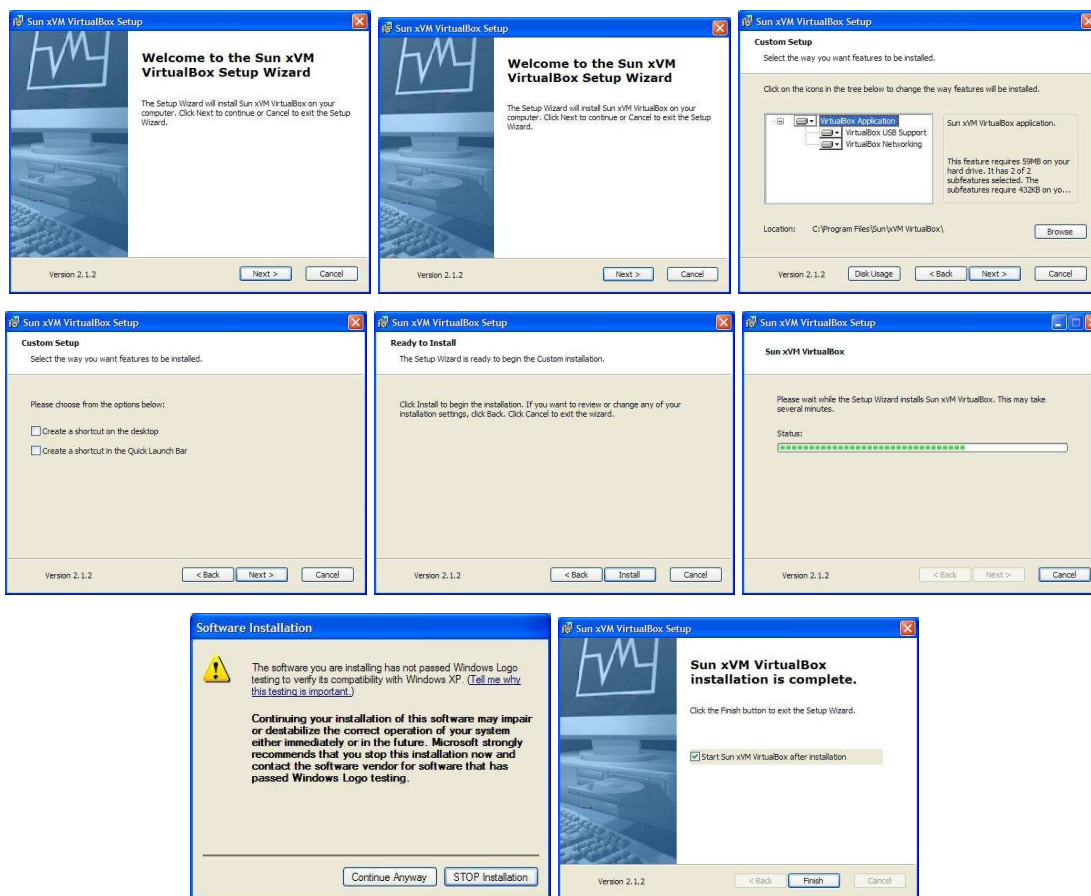 Sun xVM VirtualBox Setup
Welcome to the Sun xVM
VirtualBox Setup Wizard
The Setup Wizard will install Sun xVM VirtualBox on your
computer. Click Next to continue or Cancel to exit the Setup
Wizard.
Version 2.1.2
Next >
Cancel
Sun xVM VirtualBox Setup
Welcome to the Sun xVM
VirtualBox Setup Wizard
The Setup Wizard will install Sun xVM VirtualBox on your
computer. Click Next to continue or Cancel to exit the Setup
Wizard.
Version 2.1.2
Next >
Cancel
Sun xVM VirtualBox Setup
Custom Setup
Select the way you want features to be installed.
Click on the icons in the tree below to change the way features will be installed.
VirtualBox Application
VirtualBox USB Support
VirtualBox Networking
Sun xVM VirtualBox application.
This feature requires 59MB on your
hard drive. It has 2 of 2
subfeatures selected. The
subfeatures require 432KB on yo...
Location: C:\Program Files\Sun\xVM VirtualBox\
Browse
Version 2.1.2
Disk Usage
< Back
Next >
Cancel
Sun xVM VirtualBox Setup
Custom Setup
Select the way you want features to be installed.
Please choose from the options below:
Create a shortcut on the desktop
Create a shortcut in the Quick Launch Bar
Version 2.1.2
< Back
Next >
Cancel
Sun xVM VirtualBox Setup
Ready to Install
The Setup Wizard is ready to begin the Custom installation.
Click Install to begin the installation. If you want to review or change any of your
installation settings, click Back. Click Cancel to exit the wizard.
Version 2.1.2
< Back
Install
Cancel
Sun xVM VirtualBox Setup
Sun xVM VirtualBox
Please wait while the Setup Wizard installs Sun xVM VirtualBox. This may take
several minutes.
Status:
Version 2.1.2
< Back
Next >
Cancel
Software Installation
The software you are installing has not passed Windows Logo
testing to verify its compatibility with Windows XP. (Tell me why
this testing is important.)
Continuing your installation of this software may impair
or destabilize the correct operation of your system
either immediately or in the future. Microsoft strongly
recommends that you stop this installation now and
contact the software vendor for software that has
passed Windows Logo testing.
Continue Anyway
STOP Installation
Sun xVM VirtualBox Setup
Sun xVM VirtualBox
installation is complete.
Click the Finish button to exit the Setup Wizard.
Start Sun xVM VirtualBox after installation
Version 2.1.2
< Back
Finish
Cancel